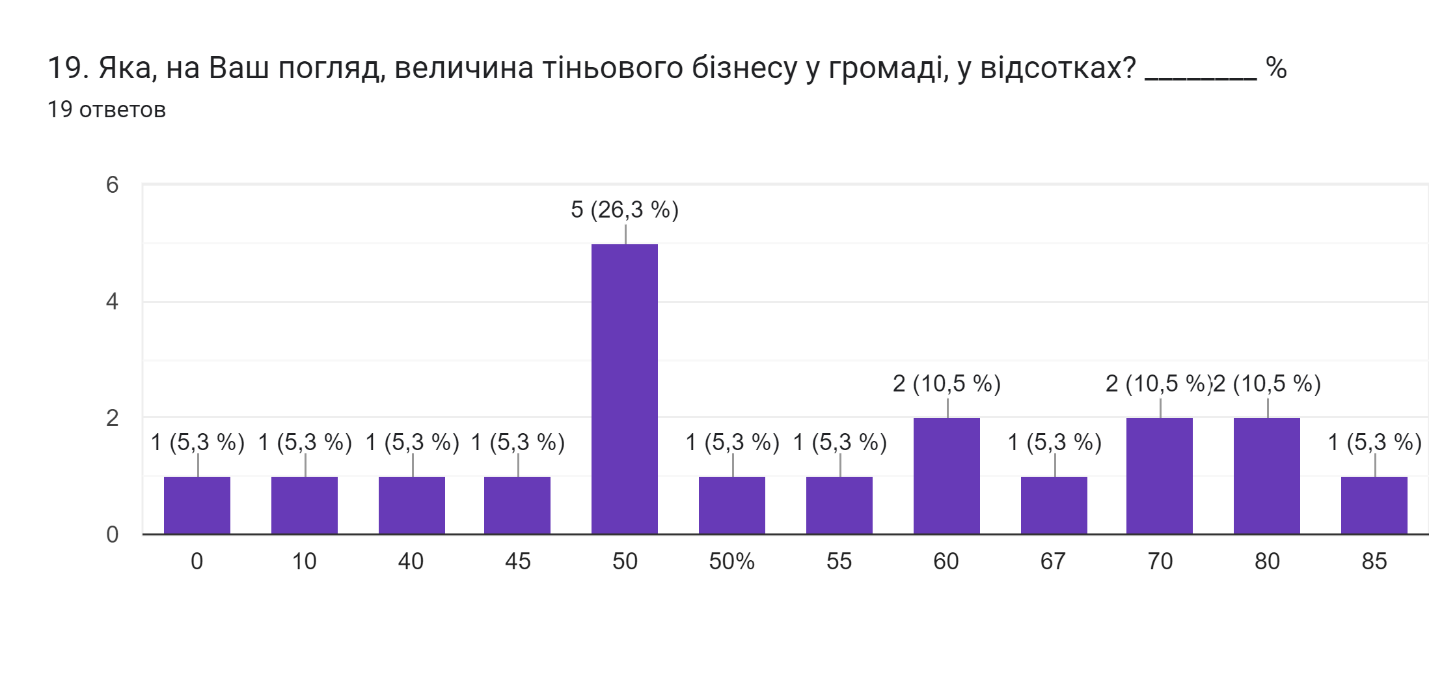 19. Яка, на Ваш погляд, величина тіньового бізнесу у громаді, у відсотках? ________ %
19 ответов
6
5 (26,3 %)
4
2 (10,5 %) 2 (10,5 %) 2 (10,5 %)
2
1 (5,3 %) 1 (5,3 %) 1 (5,3 %) 1 (5,3 %) 1 (5,3 %) 1 (5,3 %) 1 (5,3 %) 1 (5,3 %)
0
0 10 40 45 50 50% 55 60 67 70 80 85